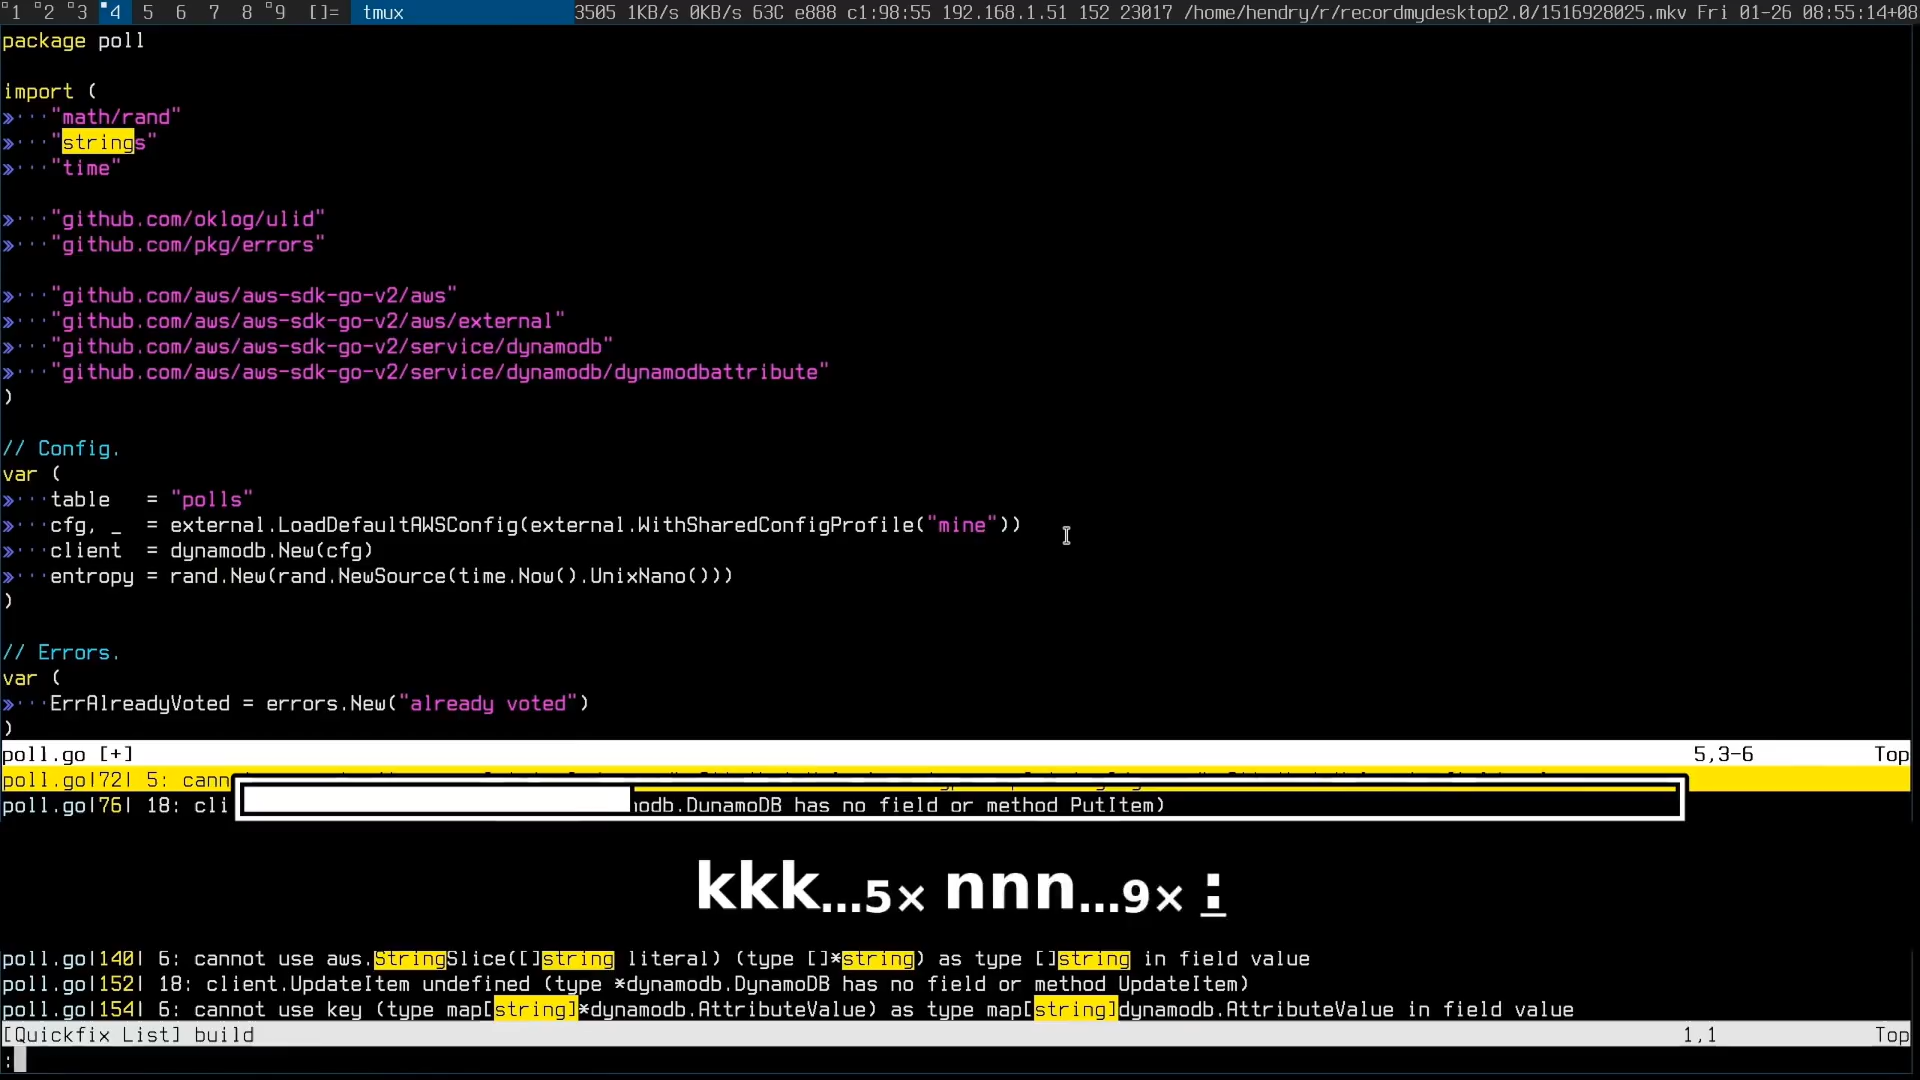 1 2 3 4 5 6 7 8 9 []= tmux 3505 1KB/s 0KB/s 63C e888 c1:98:55 192.168.1.51 152 23017 /home/hendry/r/recordmydesktop2.0/1516928025.mkv Fri 01-26 08:55:14+08
package poll
import (
»···"math/rand"
»···"strings"
»···"time"
»···"github.com/oklog/ulid"
»···"github.com/pkg/errors"
»···"github.com/aws/aws-sdk-go-v2/aws"
»···"github.com/aws/aws-sdk-go-v2/aws/external"
»···"github.com/aws/aws-sdk-go-v2/service/dynamodb"
»···"github.com/aws/aws-sdk-go-v2/service/dynamodb/dynamodbattribute"
)
// Config.
var (
»···table   = "polls"
»···cfg, _  = external.LoadDefaultAWSConfig(external.WithSharedConfigProfile("mine"))
»···client  = dynamodb.New(cfg)
»···entropy = rand.New(rand.NewSource(time.Now().UnixNano()))
)
// Errors.
var (
»···ErrAlreadyVoted = errors.New("already voted")
)
poll.go [+] 5,3-6 Top
poll.go|72| 5: cann
poll.go|76| 18: cli modb.DynamoDB has no field or method PutItem)
kkk...5× nnn...9× :
poll.go|140| 6: cannot use aws.StringSlice([]string literal) (type []*string) as type []string in field value
poll.go|152| 18: client.UpdateItem undefined (type *dynamodb.DynamoDB has no field or method UpdateItem)
poll.go|154| 6: cannot use key (type map[string]*dynamodb.AttributeValue) as type map[string]dynamodb.AttributeValue in field value
[Quickfix List] build 1,1 Top
: